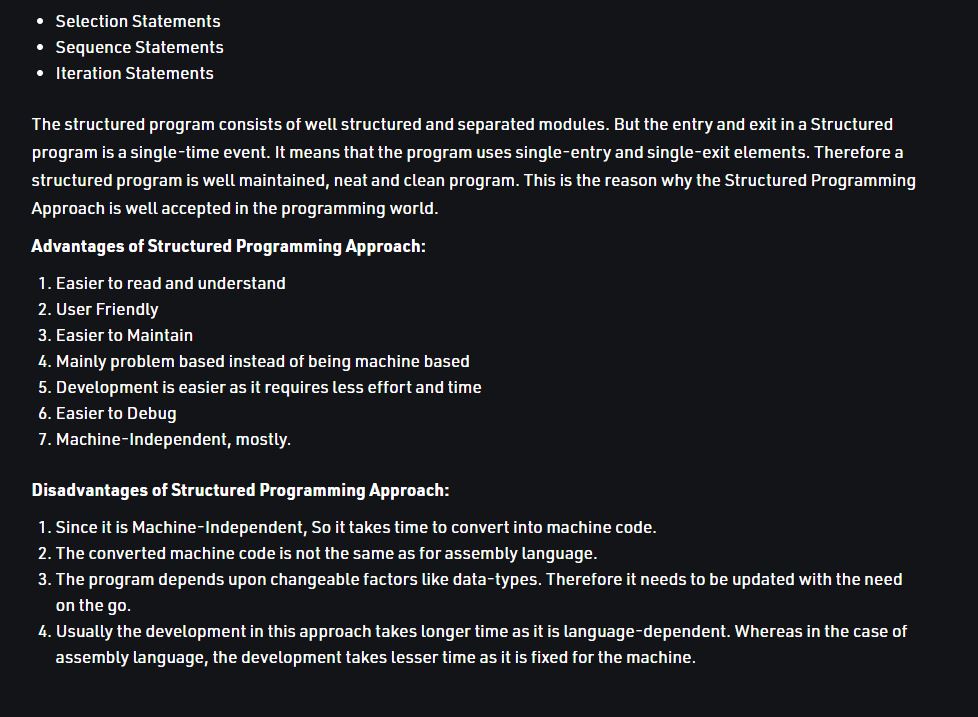 • Selection Statements
• Sequence Statements
• Iteration Statements
The structured program consists of well structured and separated modules. But the entry and exit in a Structured
program is a single-time event. It means that the program uses single-entry and single-exit elements. Therefore a
structured program is well maintained, neat and clean program. This is the reason why the Structured Programming
Approach is well accepted in the programming world.
Advantages of Structured Programming Approach:
1. Easier to read and understand
2. User Friendly
3. Easier to Maintain
4. Mainly problem based instead of being machine based
5. Development is easier as it requires less effort and time
6. Easier to Debug
7. Machine-Independent, mostly.
Disadvantages of Structured Programming Approach:
1. Since it is Machine-Independent, So it takes time to convert into machine code.
2. The converted machine code is not the same as for assembly language.
3. The program depends upon changeable factors like data-types. Therefore it needs to be updated with the need
on the go.
4. Usually the development in this approach takes longer time as it is language-dependent. Whereas in the case of
assembly language, the development takes lesser time as it is fixed for the machine.